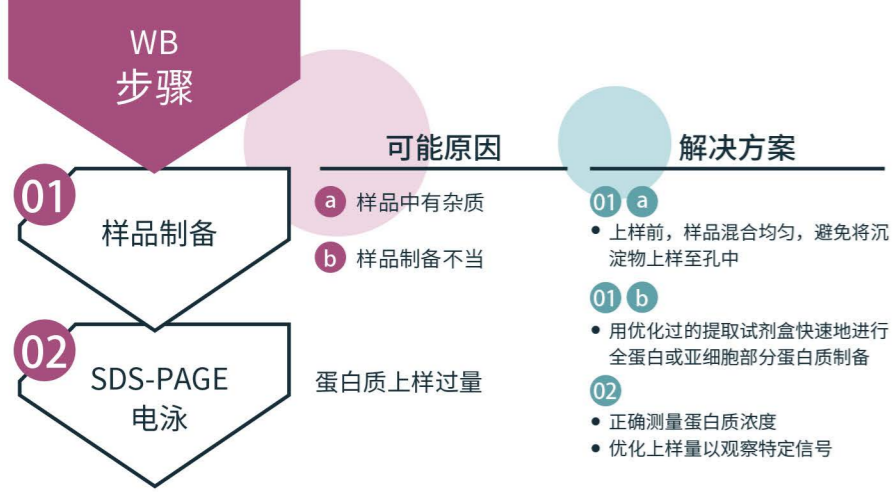 WB
步骤
可能原因
解决方案
01
样品制备
a 样品中有杂质
b 样品制备不当
01 a
• 上样前，样品混合均匀，避免将沉
淀物上样至孔中
01 b
• 用优化过的提取试剂盒快速地进行
全蛋白或亚细胞部分蛋白质制备
02
SDS-PAGE
电泳
蛋白质上样过量
02
• 正确测量蛋白质浓度
• 优化上样量以观察特定信号